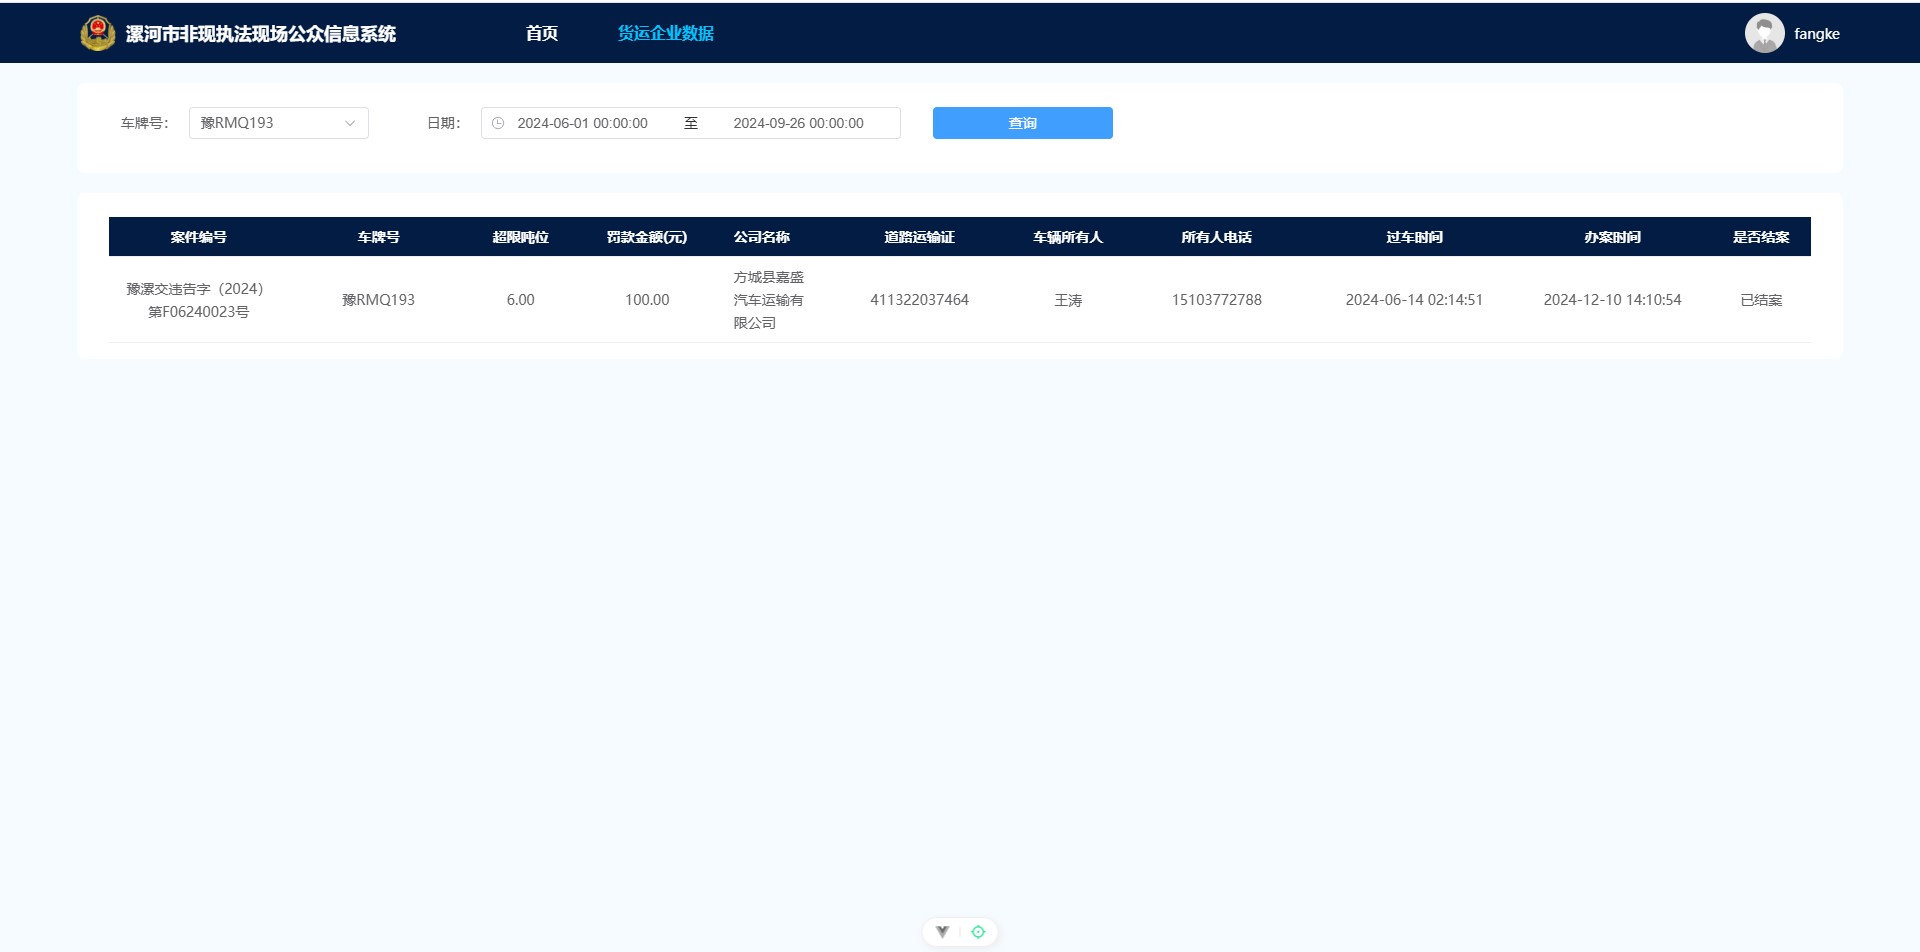 漯河市非现执法现场公众信息系统 首页 货运企业数据 fangke
车牌号： 豫RMQ193 日期： 2024-06-01 00:00:00 至 2024-09-26 00:00:00 查询
案件编号 车牌号 超限吨位 罚款金额(元) 公司名称 道路运输证 车辆所有人 所有人电话 过车时间 办案时间 是否结案
豫漯交违告字（2024）
第F06240023号
豫RMQ193
6.00
100.00
方城县嘉盛
汽车运输有
限公司
411322037464
王涛
15103772788
2024-06-14 02:14:51
2024-12-10 14:10:54
已结案